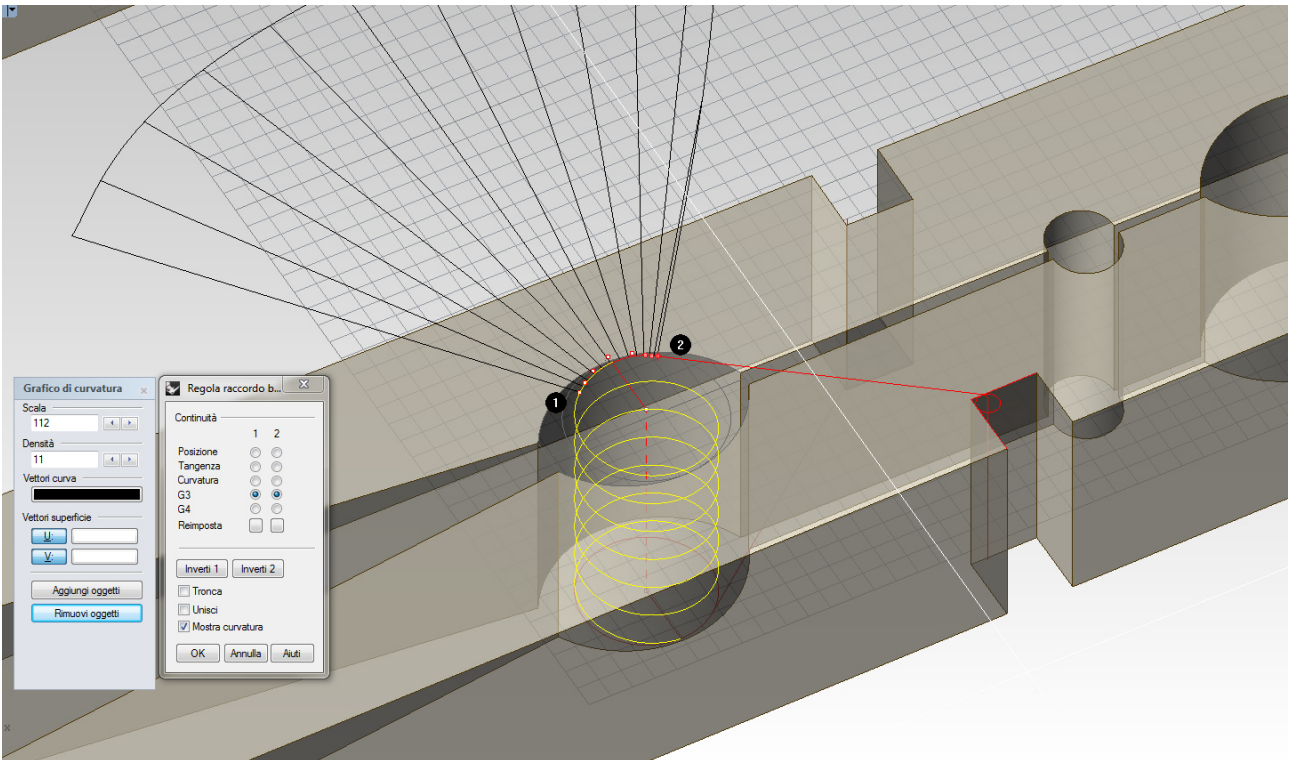 Grafico di curvatura
Scala
112
Densità
11
Vettori curva
Vettori superficie
U:
V:
Aggiungi oggetti
Rimuovi oggetti
Regola raccordo b...
Continuità
1 2
Posizione
Tangenza
Curvatura
G3
G4
Reimposta
Inverti 1 Inverti 2
Tronca
Unisci
Mostra curvatura
OK Annulla Aiuti
1
2